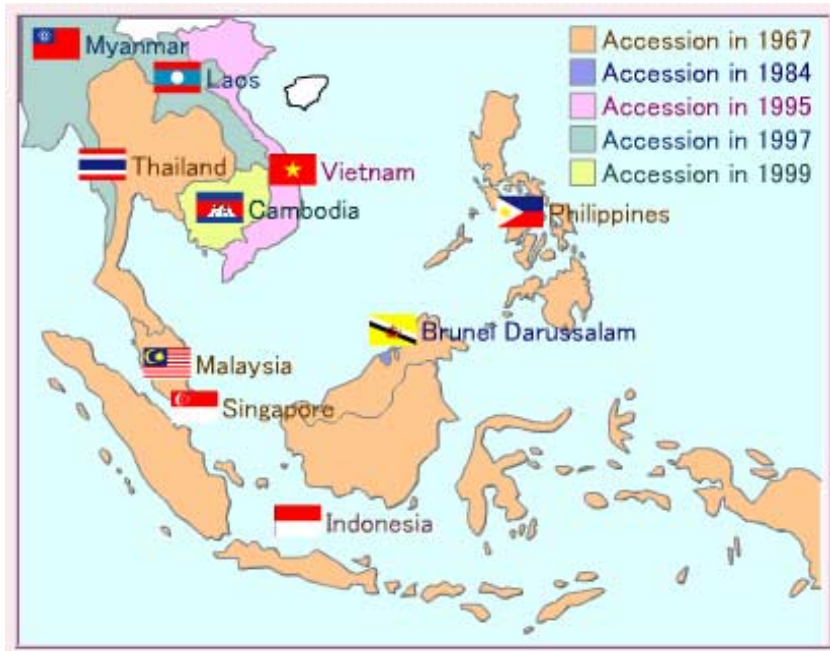 Myanmar
Laos
Thailand
Vietnam
Cambodia
Philippines
Brunei Darussalam
Malaysia
Singapore
Indonesia
Accession in 1967
Accession in 1984
Accession in 1995
Accession in 1997
Accession in 1999